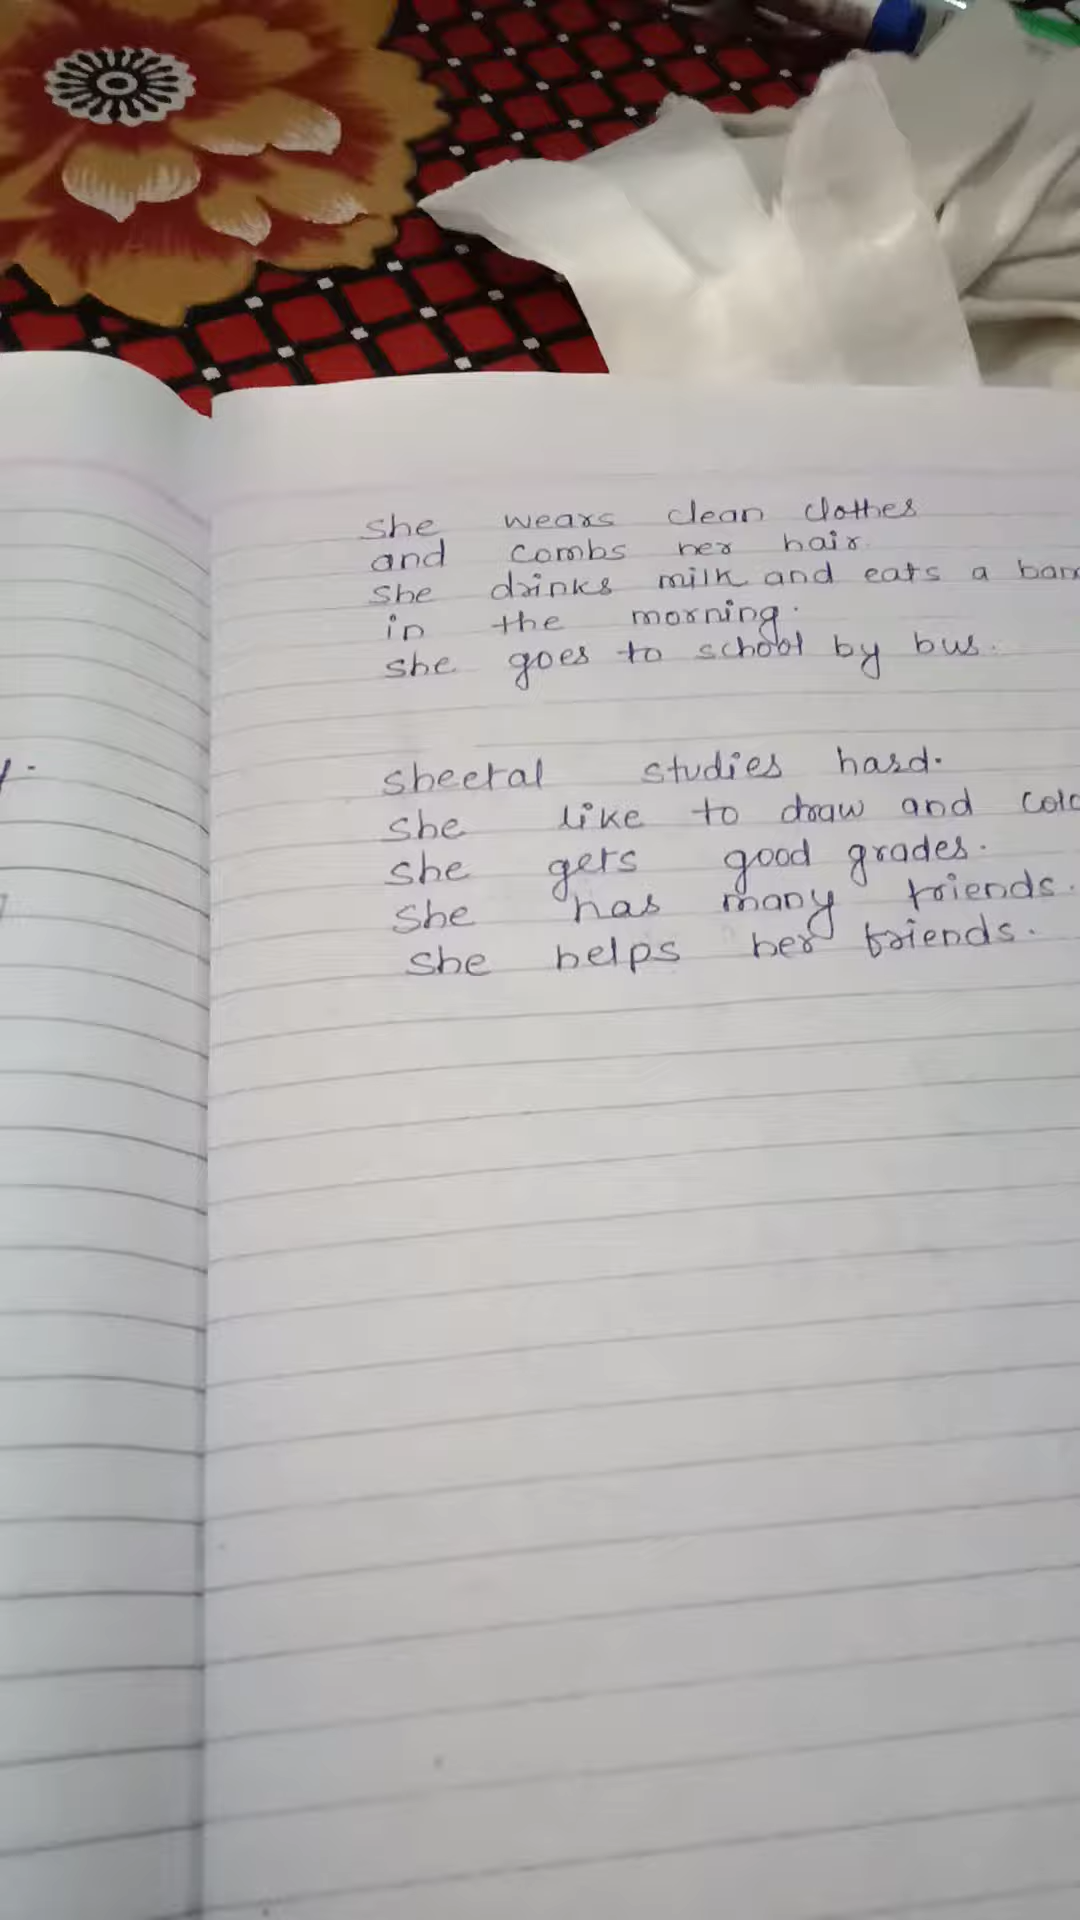 she wears clean clothes
and combs her hair.
she drinks milk and eats a
in the morning.
she goes to school by bus.
sheetal studies hard.
she like to draw and
she gets good grades.
she has many friends.
she helps her friends.